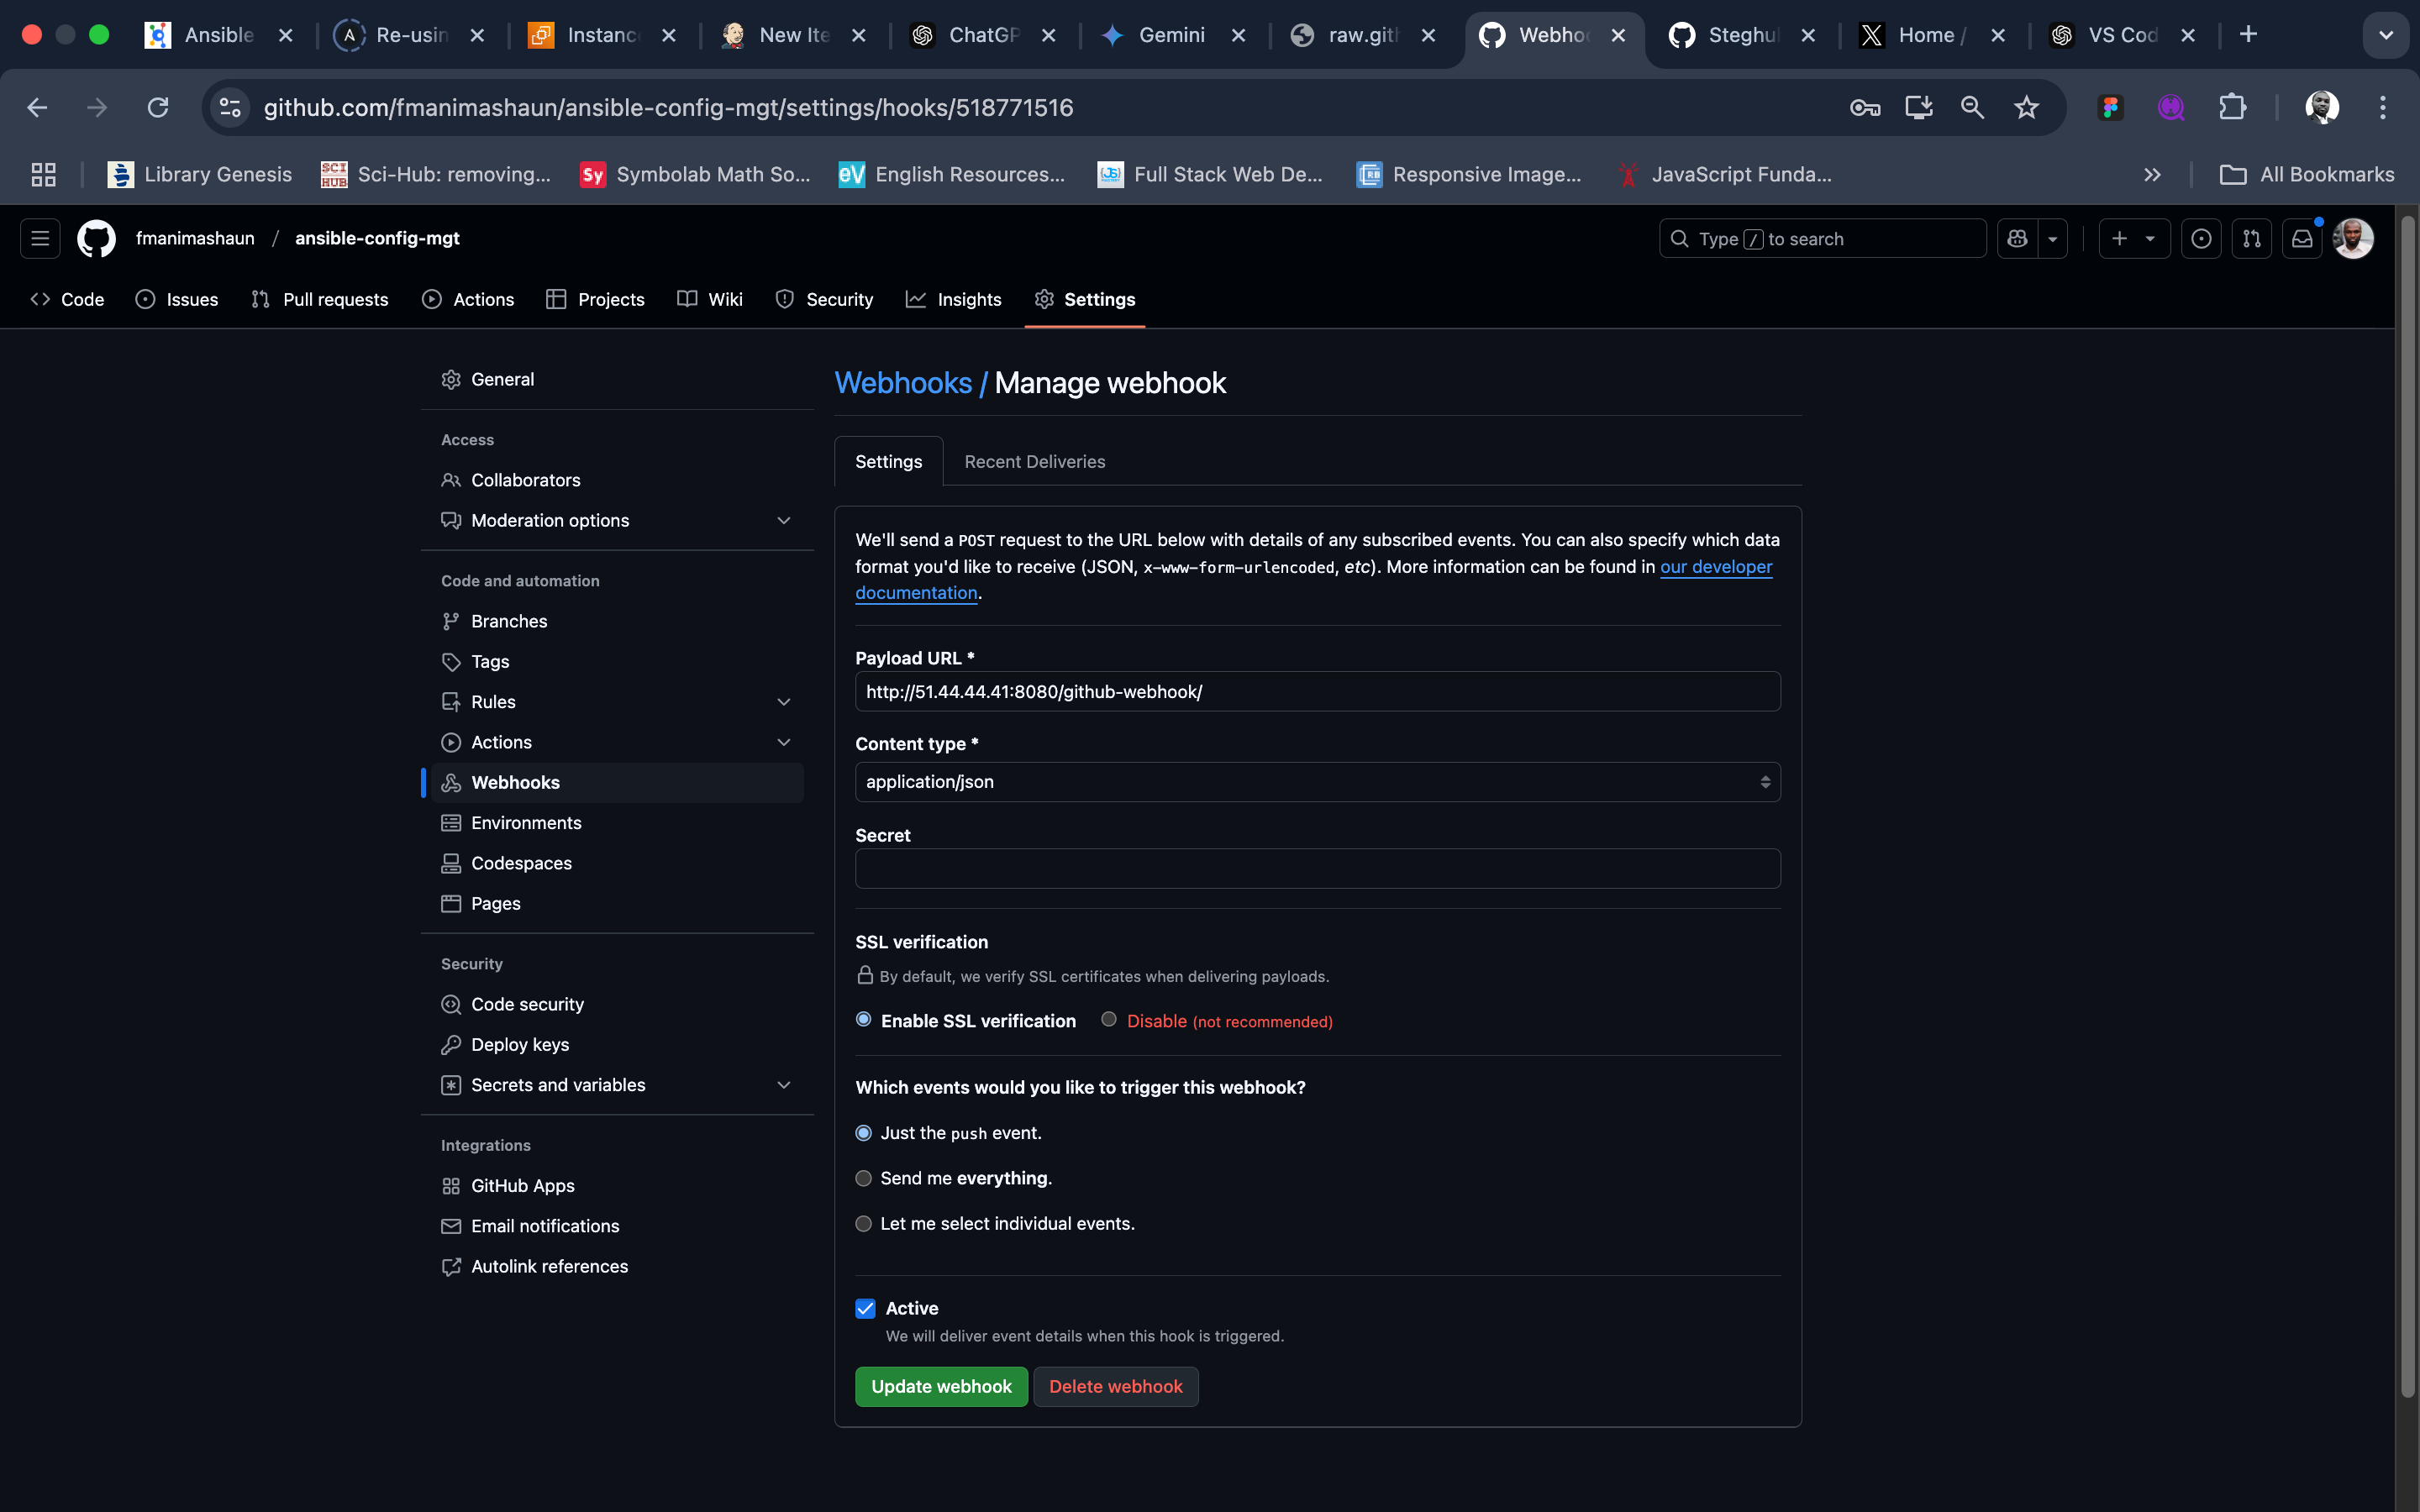 Ansible
Re-usin
Instanc
New Ite
ChatGP
Gemini
raw.gith
Webhoo
Steghul
Home /
VS Cod
github.com/fmanimashaun/ansible-config-mgt/settings/hooks/518771516
Library Genesis
SCI HUB
Sci-Hub: removing...
Sy
Symbolab Math So...
eV
English Resources...
Full Stack Web De...
Responsive Image...
JavaScript Funda...
All Bookmarks
fmanimashaun / ansible-config-mgt
Type / to search
Code
Issues
Pull requests
Actions
Projects
Wiki
Security
Insights
Settings
General
Access
Collaborators
Moderation options
Code and automation
Branches
Tags
Rules
Actions
Webhooks
Environments
Codespaces
Pages
Security
Code security
Deploy keys
Secrets and variables
Integrations
GitHub Apps
Email notifications
Autolink references
Webhooks / Manage webhook
Settings
Recent Deliveries
We'll send a POST request to the URL below with details of any subscribed events. You can also specify which data
format you'd like to receive (JSON, x-www-form-urlencoded, etc). More information can be found in our developer
documentation.
Payload URL *
http://51.44.44.41:8080/github-webhook/
Content type *
application/json
Secret
SSL verification
By default, we verify SSL certificates when delivering payloads.
Enable SSL verification
Disable (not recommended)
Which events would you like to trigger this webhook?
Just the push event.
Send me everything.
Let me select individual events.
Active
We will deliver event details when this hook is triggered.
Update webhook
Delete webhook